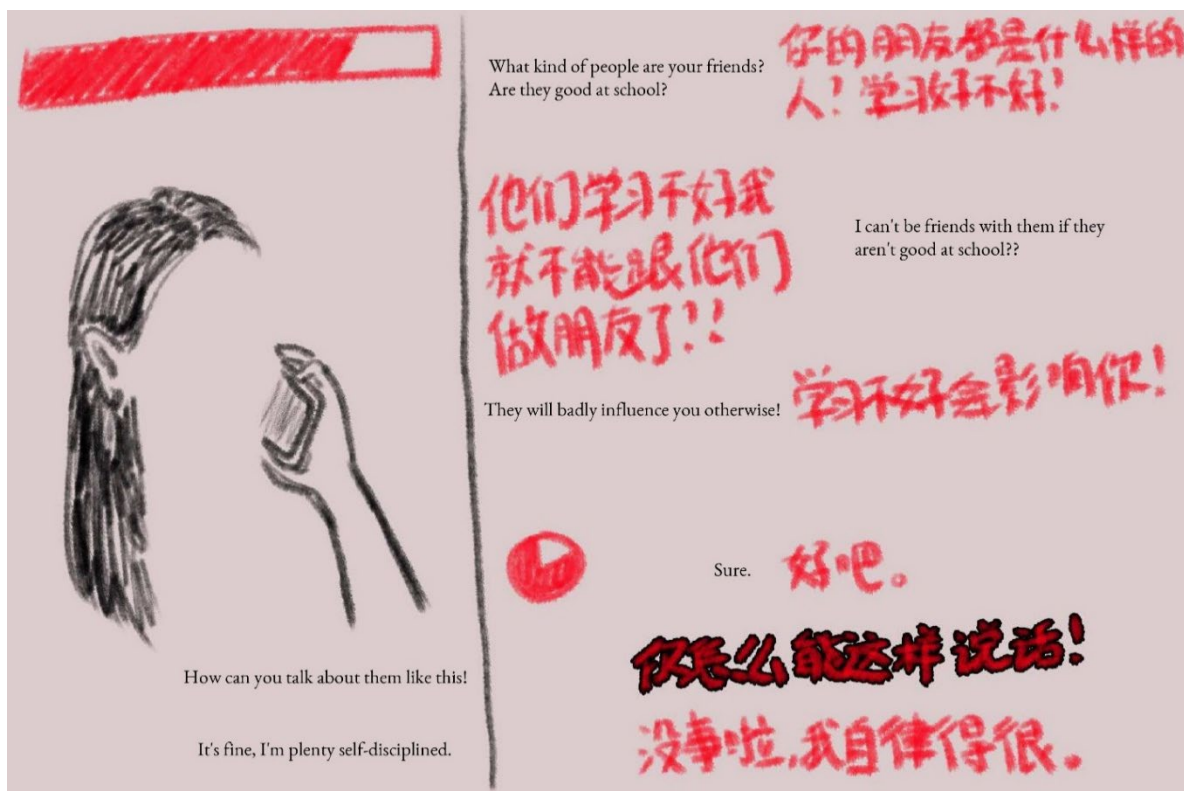 What kind of people are your friends?
Are they good at school?
你的朋友都是什么样的
人！学习好不好！
他们学习不好我
就不能跟他们
做朋友了！！
I can't be friends with them if they
aren't good at school??
They will badly influence you otherwise!
学习不好会影响你！
Sure.
好吧。
How can you talk about them like this!
你怎么能这样说话！
It's fine, I'm plenty self-disciplined.
没事啦,我自律得很。